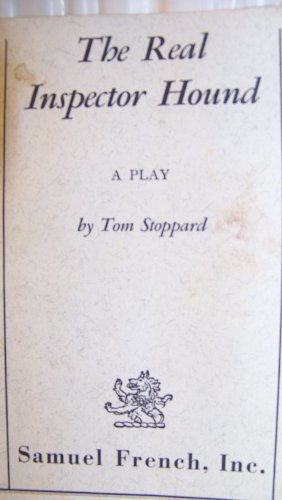 The Real
Inspector Hound
A PLAY
by Tom Stoppard
Samuel French, Inc.